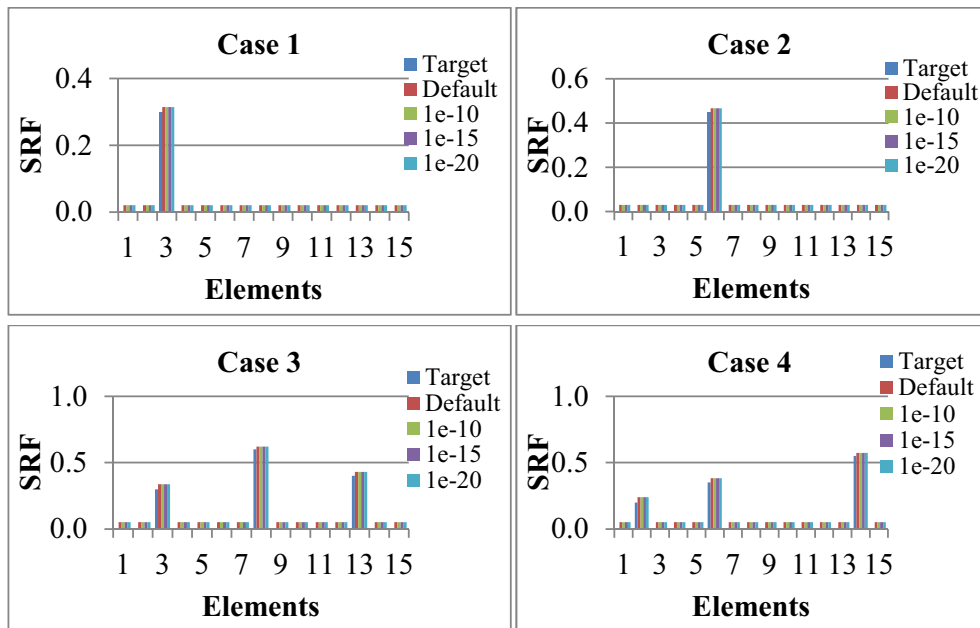 Case 1
Target
Default
1e-10
1e-15
1e-20
SRF
0.4
0.2
0.0
1 3 5 7 9 11 13 15
Elements
Case 2
Target
Default
1e-10
1e-15
1e-20
SRF
0.6
0.4
0.2
0.0
1 3 5 7 9 11 13 15
Elements
Case 3
Target
Default
1e-10
1e-15
1e-20
SRF
1.0
0.5
0.0
1 3 5 7 9 11 13 15
Elements
Case 4
Target
Default
1e-10
1e-15
1e-20
SRF
1.0
0.5
0.0
1 3 5 7 9 11 13 15
Elements